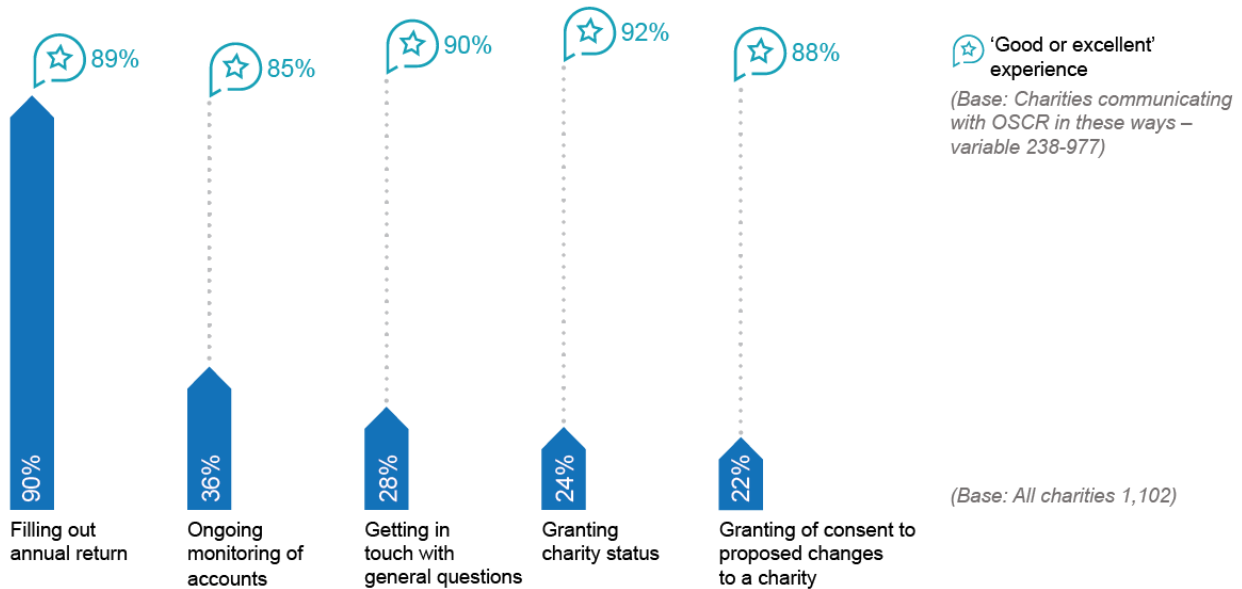 89%
85%
90%
92%
88%
'Good or excellent'
experience
(Base: Charities communicating
with OSCR in these ways –
variable 238-977)
90%
36%
28%
24%
22%
(Base: All charities 1,102)
Filling out
annual return
Ongoing
monitoring of
accounts
Getting in
touch with
general questions
Granting
charity status
Granting of consent to
proposed changes
to a charity